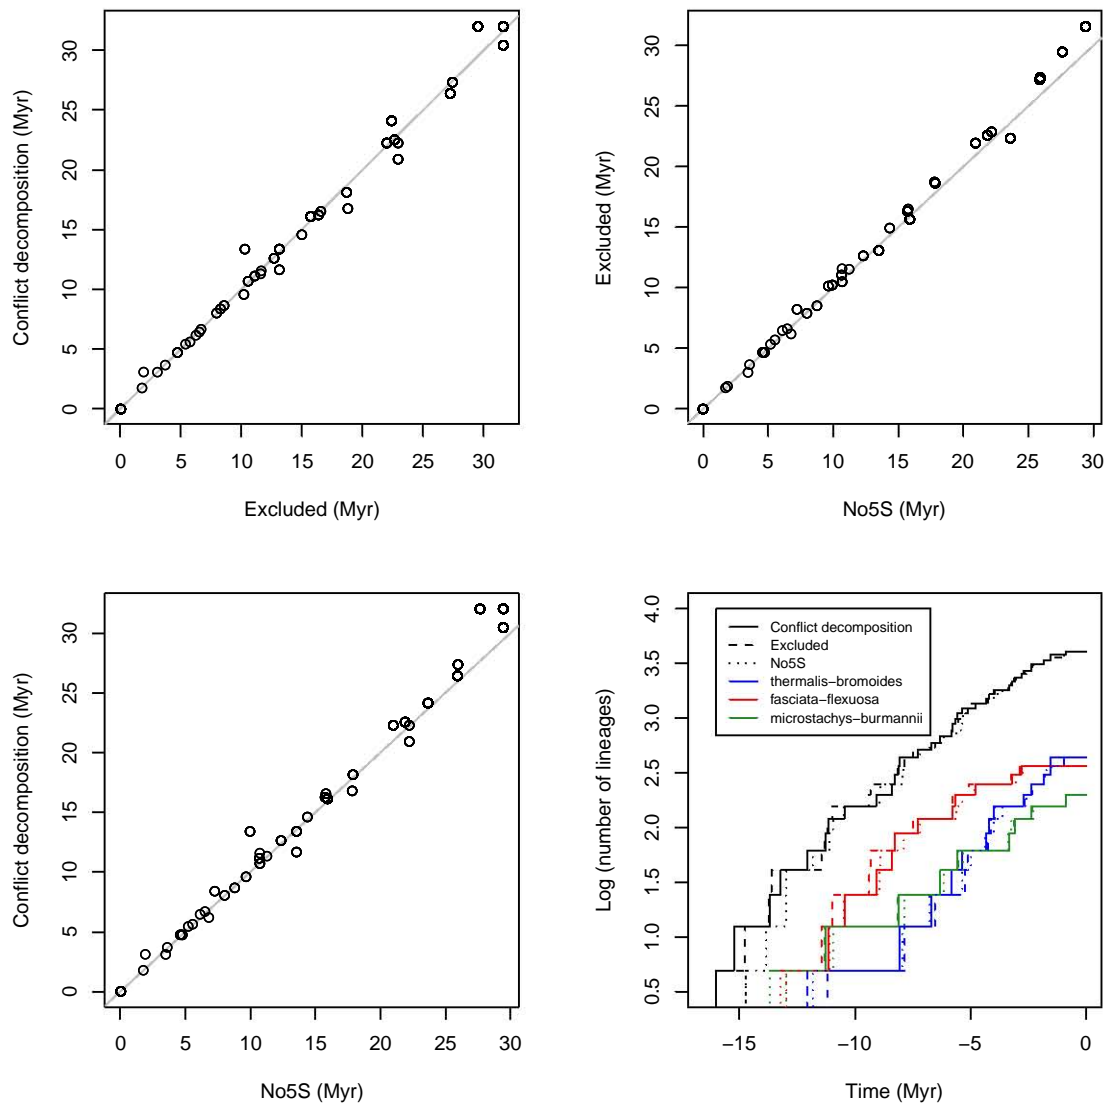 0 5 10 15 20 25 30
Conflict decomposition (Myr)
0 5 10 15 20 25 30
Excluded (Myr)
0 5 10 15 20 25 30
Excluded (Myr)
0 5 10 15 20 25 30
No5S (Myr)
0 5 10 15 20 25 30
Conflict decomposition (Myr)
0 5 10 15 20 25 30
No5S (Myr)
0.5 1.0 1.5 2.0 2.5 3.0 3.5 4.0
Log (number of lineages)
Conflict decomposition
Excluded
No5S
thermalis−bromoides
fasciata−flexuosa
microstachys−burmannii
−15 −10 −5 0
Time (Myr)